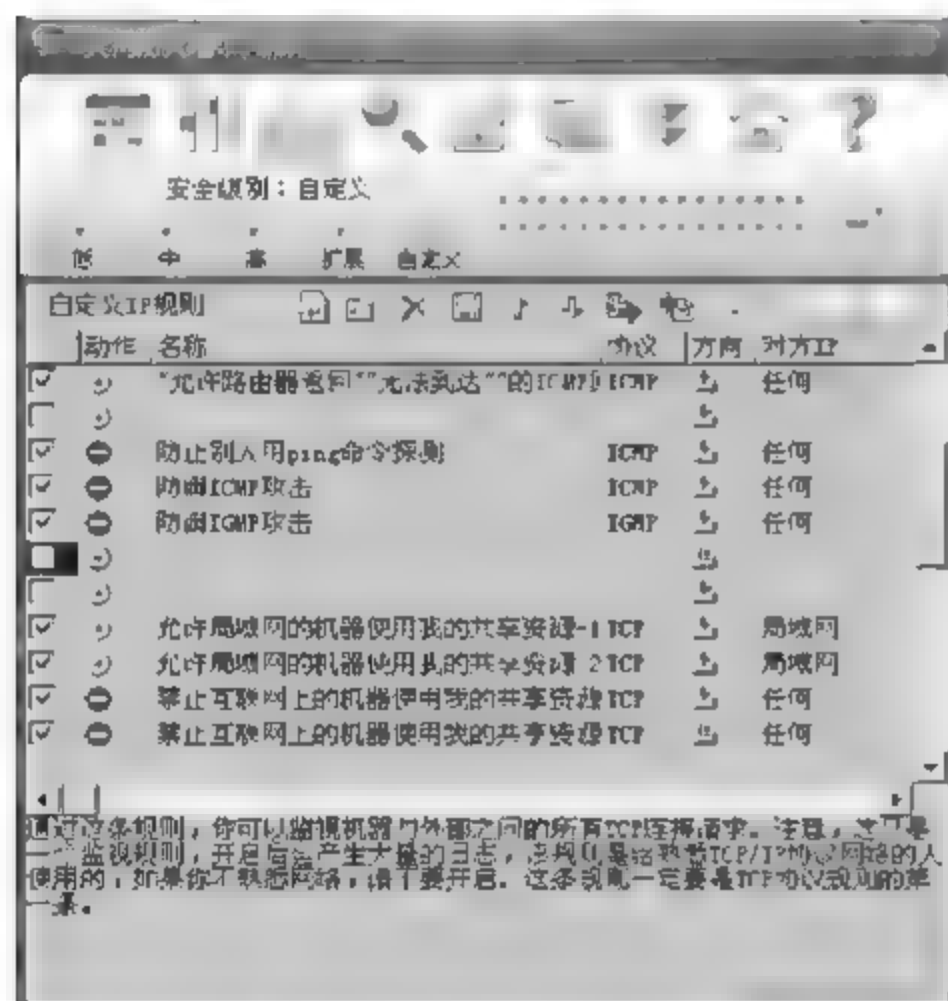 安全级别：自定义
低 中 高 扩展 自定义
自定义IP规则
动作 名称 协议 方向 对方IP
"允许路由器返回""无法到达""的ICMP ICMP 任何
防止别人用ping命令探测 ICMP 任何
防御ICMP攻击 ICMP 任何
防御IGMP攻击 IGMP 任何
允许局域网的机器使用我的共享资源-1 TCP 局域网
允许局域网的机器使用我的共享资源-2 TCP 局域网
禁止互联网上的机器使用我的共享资源 TCP 任何
禁止互联网上的机器使用我的共享资源 TCP 任何
通过这条规则，你可以监视机器与外部之间的所有TCP连接请求。注意，这只是
一个监视规则，开启后会产生大量的日志，该规则是给熟悉TCP/IP协议网络的人
使用的，如果你不熟悉网络，请不要开启。这条规则一定要是TCP协议规则的第
一条。